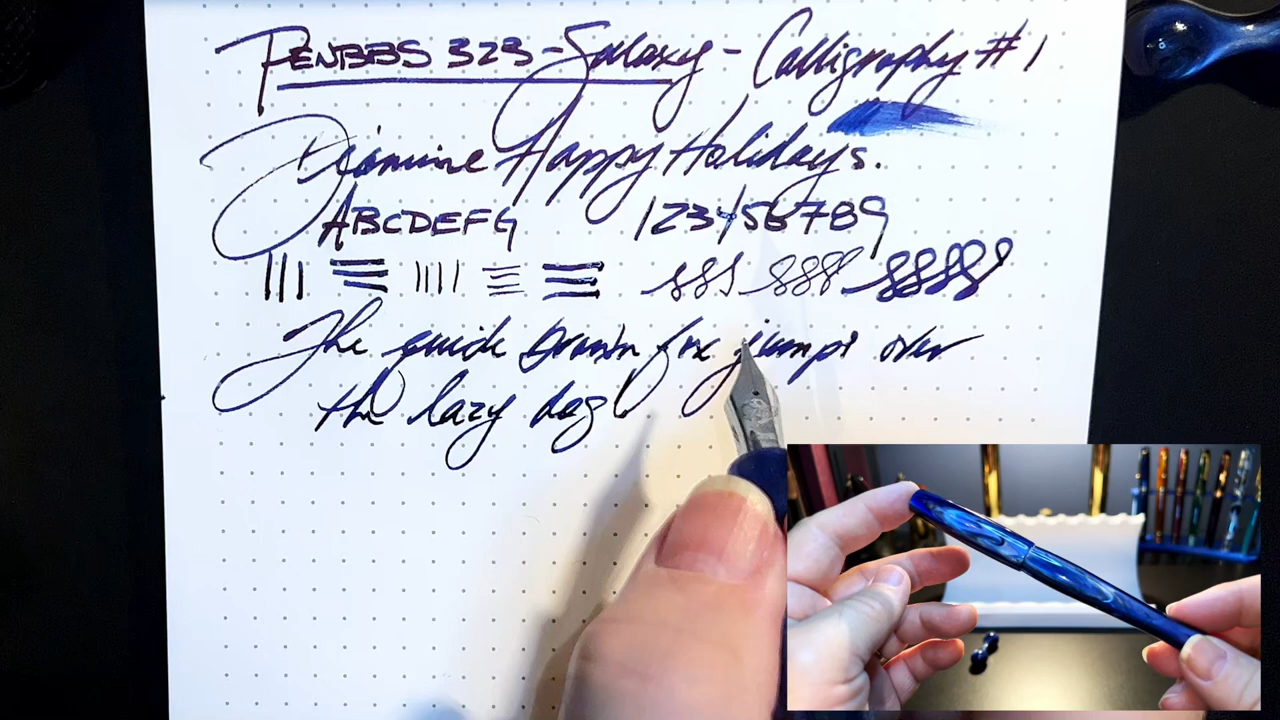 PENBBS 323 - Galaxy - Calligraphy #1
Diamine Happy Holidays.
ABCDEFG 123456789
The quick brown fox jumps over
the lazy dog